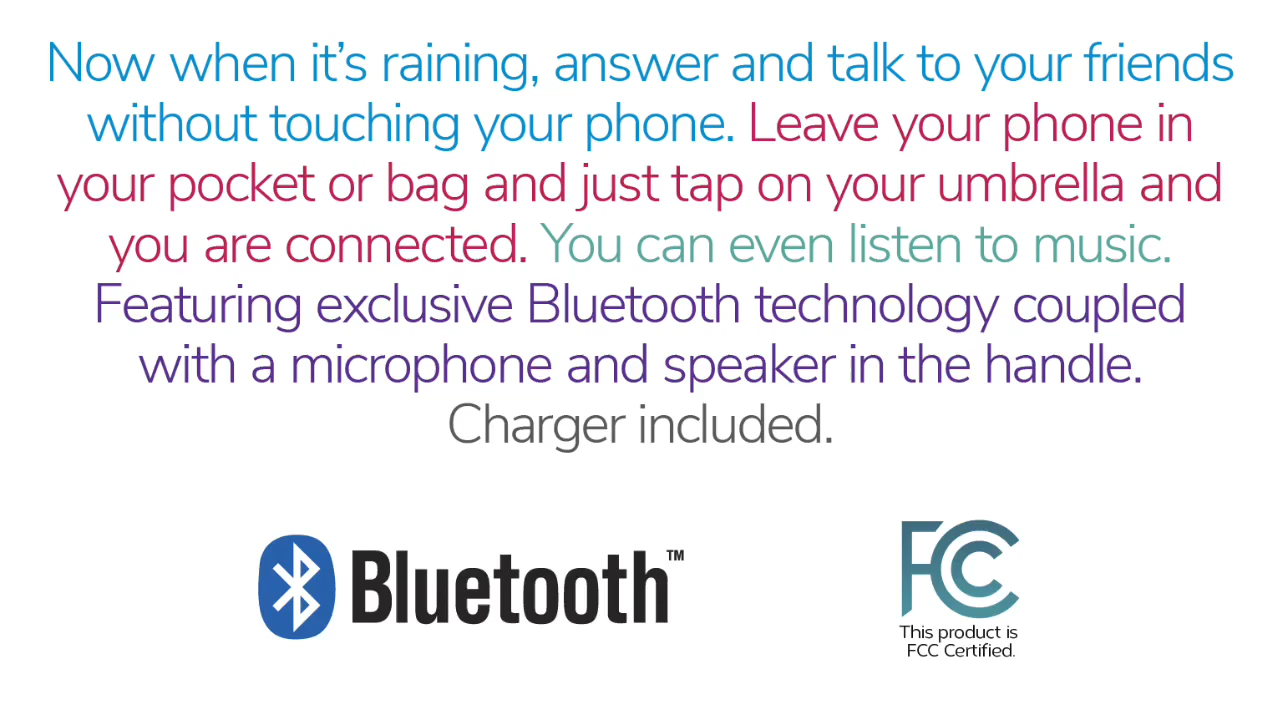 Now when it’s raining, answer and talk to your friends
without touching your phone. Leave your phone in
your pocket or bag and just tap on your umbrella and
you are connected. You can even listen to music.
Featuring exclusive Bluetooth technology coupled
with a microphone and speaker in the handle.
Charger included.
Bluetooth™
FCC
This product is
FCC Certified.